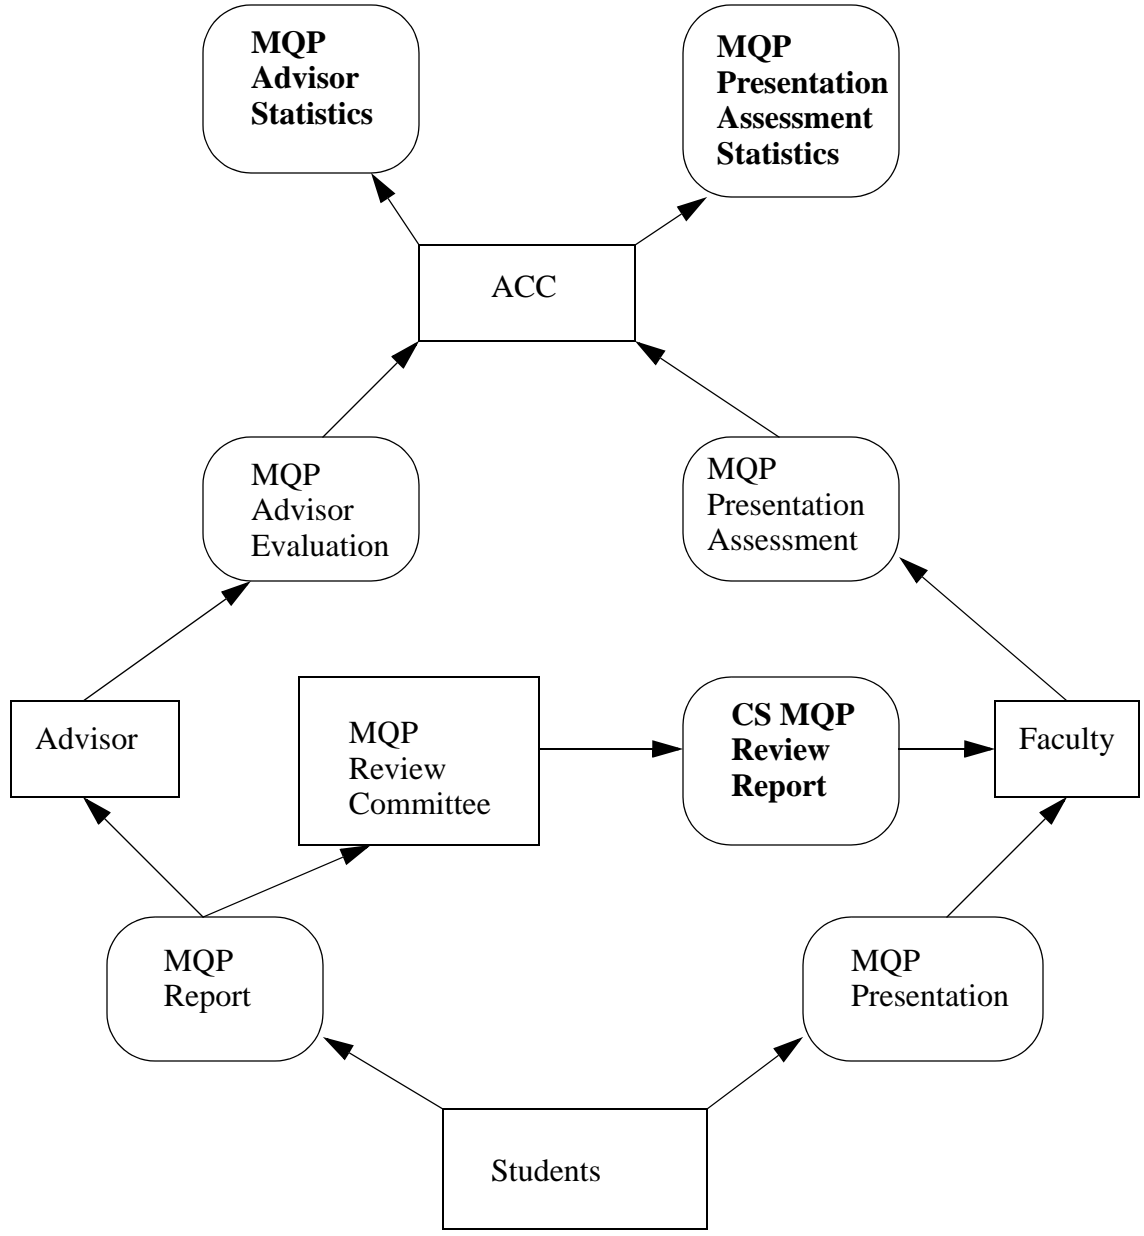 MQP
Advisor
Statistics
MQP
Presentation
Assessment
Statistics
ACC
MQP
Advisor
Evaluation
MQP
Presentation
Assessment
Advisor
MQP
Review
Committee
CS MQP
Review
Report
Faculty
MQP
Report
MQP
Presentation
Students